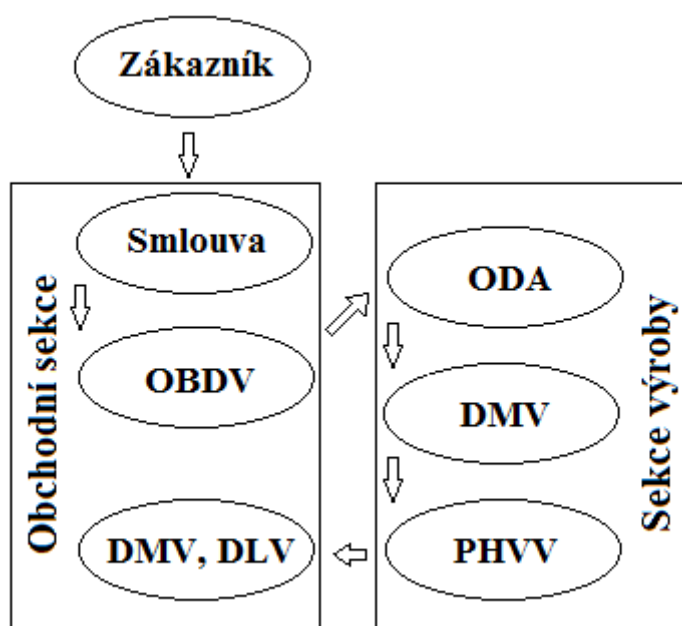 Zákazník
Obchodní sekce
Smlouva
OBDV
DMV, DLV
Sekce výroby
ODA
DMV
PHVV